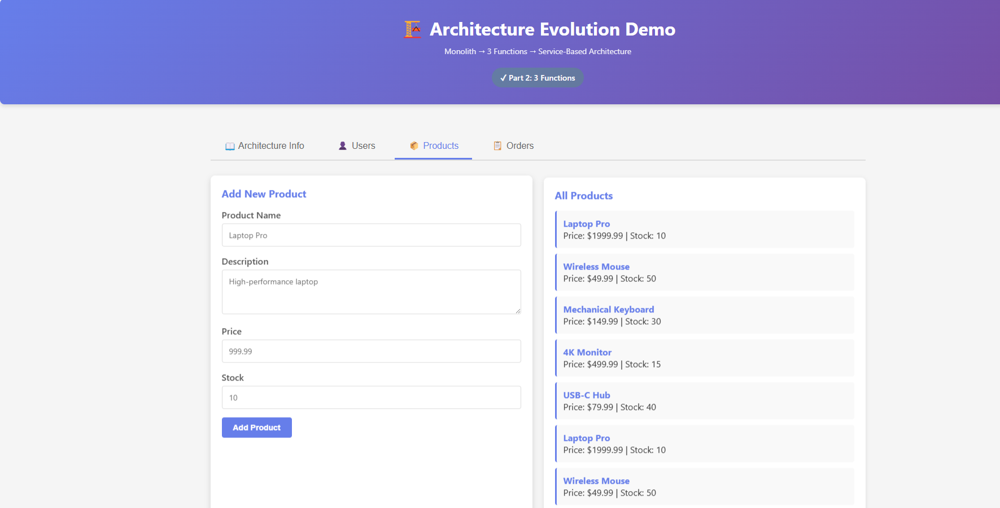 Architecture Evolution Demo
Monolith → 3 Functions → Service-Based Architecture
✓ Part 2: 3 Functions
Architecture Info
Users
Products
Orders
Add New Product
Product Name
Laptop Pro
Description
High-performance laptop
Price
999.99
Stock
10
Add Product
All Products
Laptop Pro
Price: $1999.99 | Stock: 10
Wireless Mouse
Price: $49.99 | Stock: 50
Mechanical Keyboard
Price: $149.99 | Stock: 30
4K Monitor
Price: $499.99 | Stock: 15
USB-C Hub
Price: $79.99 | Stock: 40
Laptop Pro
Price: $1999.99 | Stock: 10
Wireless Mouse
Price: $49.99 | Stock: 50